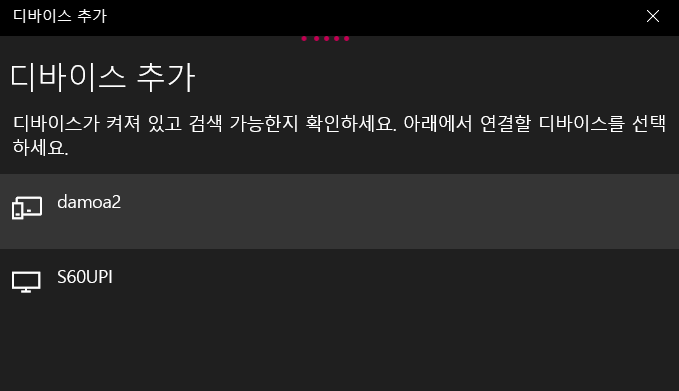 디바이스 추가
디바이스 추가
디바이스가 켜져 있고 검색 가능한지 확인하세요. 아래에서 연결할 디바이스를 선택
하세요.
damoa2
S60UPI